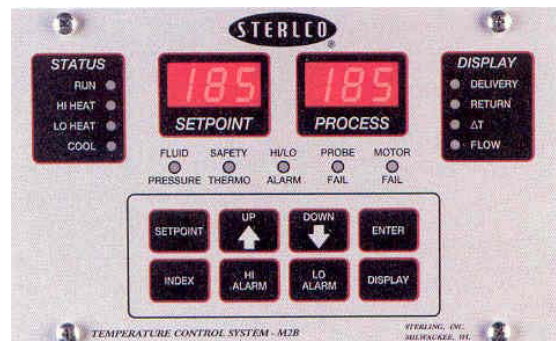 STERLCO
®
STATUS
RUN
HI HEAT
LO HEAT
COOL
185
SETPOINT
185
PROCESS
DISPLAY
DELIVERY
RETURN
ΔT
FLOW
FLUID PRESSURE
SAFETY THERMO
HI/LO ALARM
PROBE FAIL
MOTOR FAIL
SETPOINT
UP
DOWN
ENTER
INDEX
HI ALARM
LO ALARM
DISPLAY
TEMPERATURE CONTROL SYSTEM - M2B
STERLING, INC.
MILWAUKEE, WI.